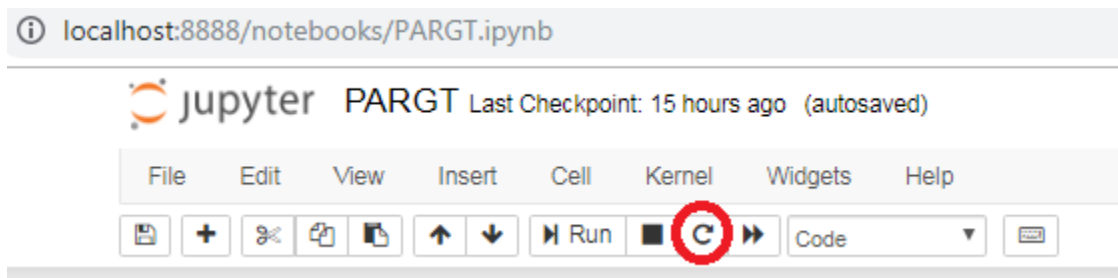 localhost:8888/notebooks/PARGT.ipynb
jupyter PARGT Last Checkpoint: 15 hours ago (autosaved)
File Edit View Insert Cell Kernel Widgets Help
Run Code